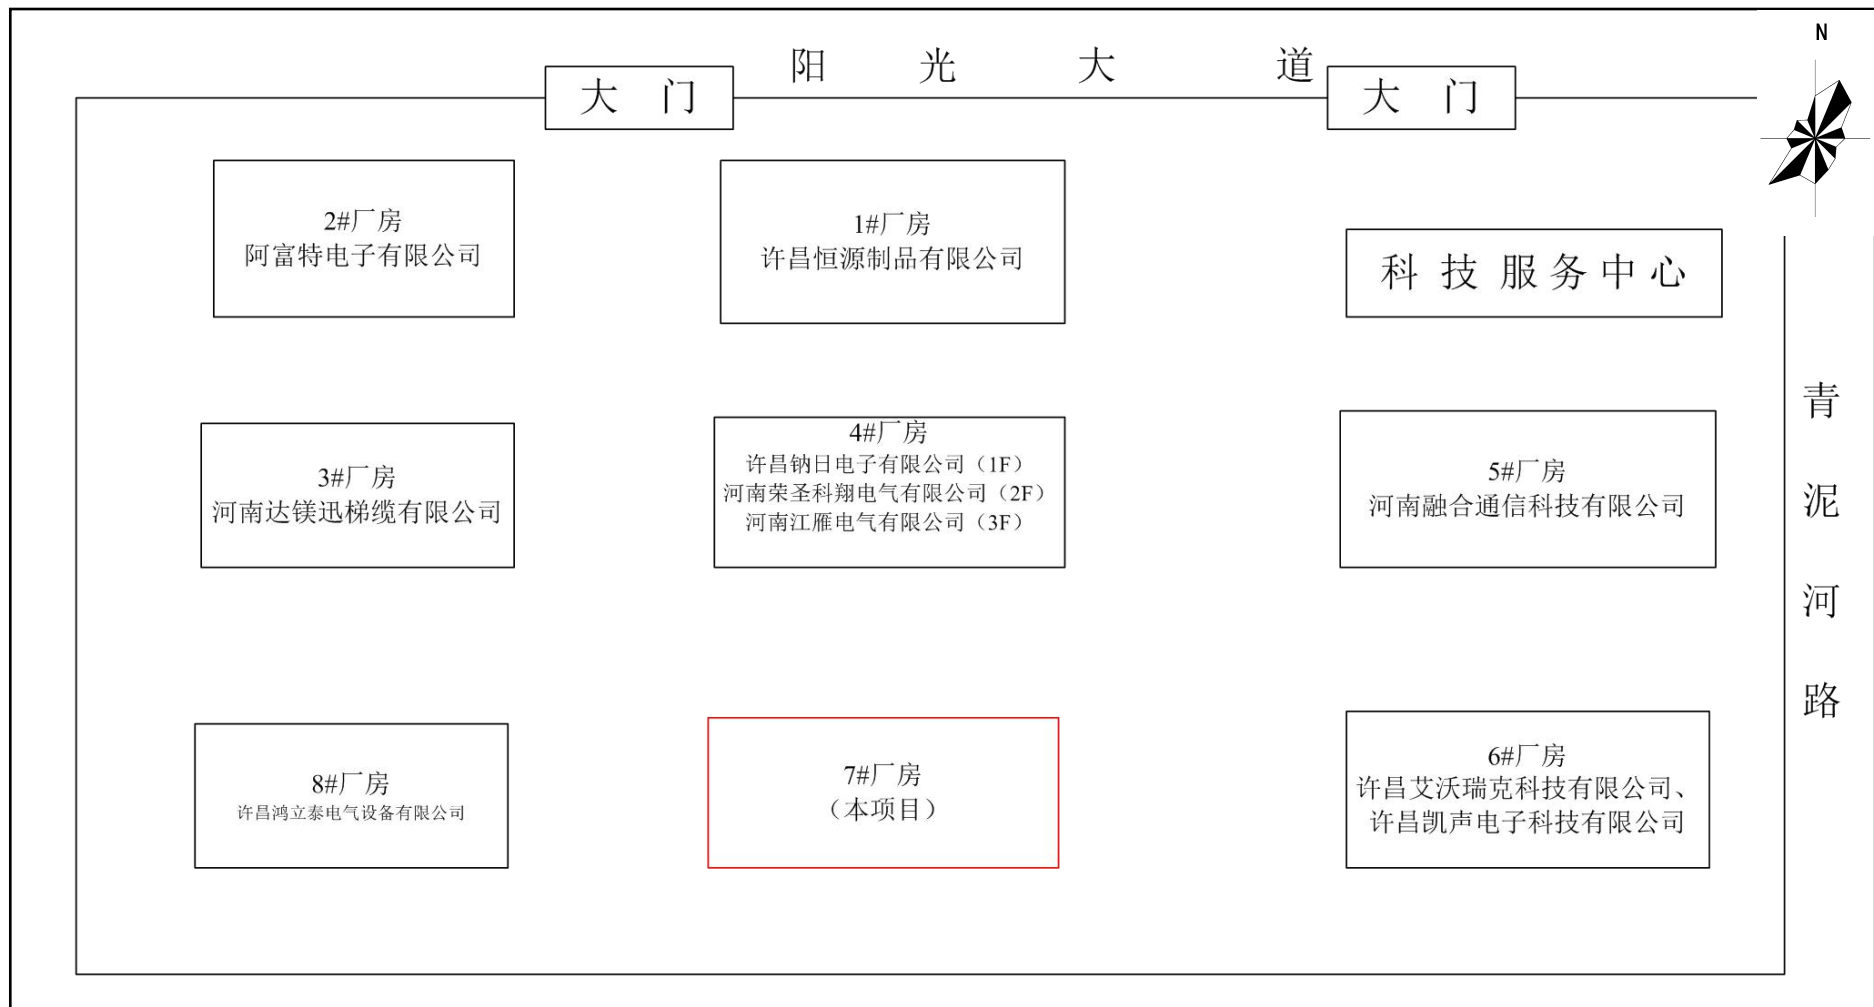 N
阳 光 大 道
大 门
大 门
2#厂房
阿富特电子有限公司
1#厂房
许昌恒源制品有限公司
科 技 服 务 中 心
3#厂房
河南达镁迅梯缆有限公司
4#厂房
许昌钠日电子有限公司（1F）
河南荣圣科翔电气有限公司（2F）
河南江雁电气有限公司（3F）
5#厂房
河南融合通信科技有限公司
青 泥 河 路
8#厂房
许昌鸿立泰电气设备有限公司
7#厂房
（本项目）
6#厂房
许昌艾沃瑞克科技有限公司、
许昌凯声电子科技有限公司